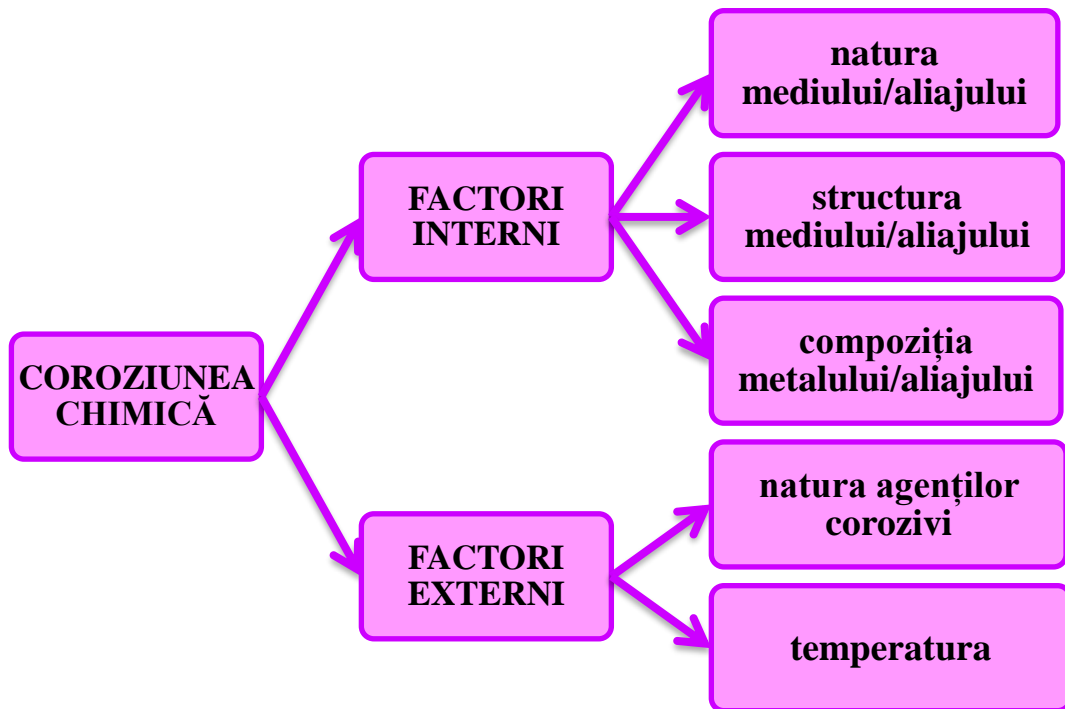 COROZIUNEA
CHIMICĂ
FACTORI
INTERNI
natura
mediului/aliajului
structura
mediului/aliajului
compoziția
metalului/aliajului
FACTORI
EXTERNI
natura agenților
corozivi
temperatura